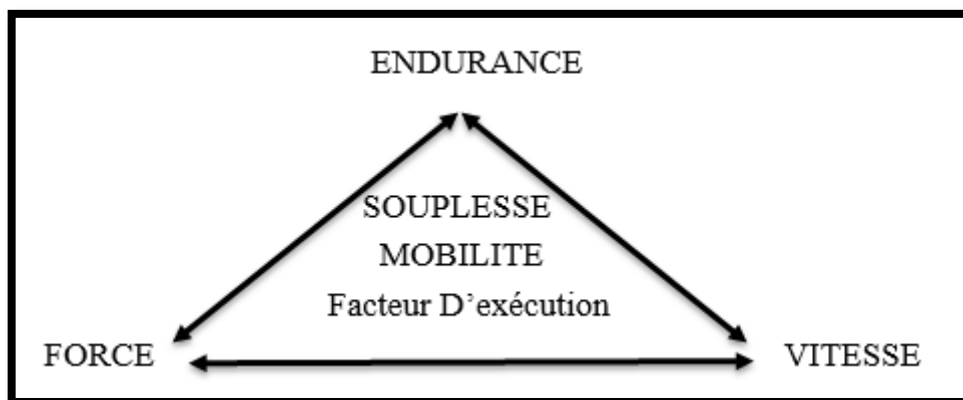 ENDURANCE
SOUPLESSE
MOBILITE
Facteur D’exécution
FORCE
VITESSE